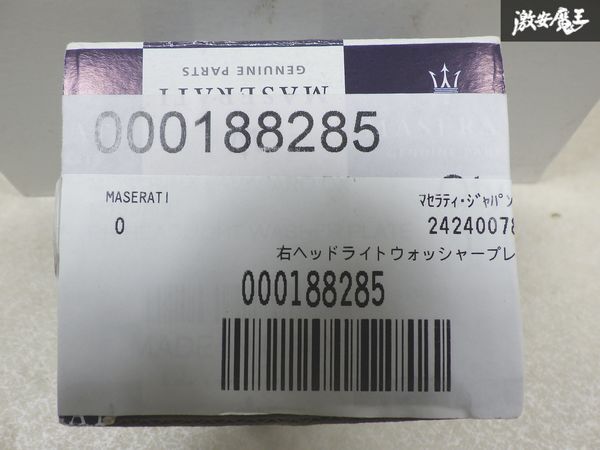 激安魔王
GENUINE PARTS
MASERATI
000188285
MASERATI
マセラティ・ジャパン
0
24240078
右ヘッドライトウォッシャープレ
000188285